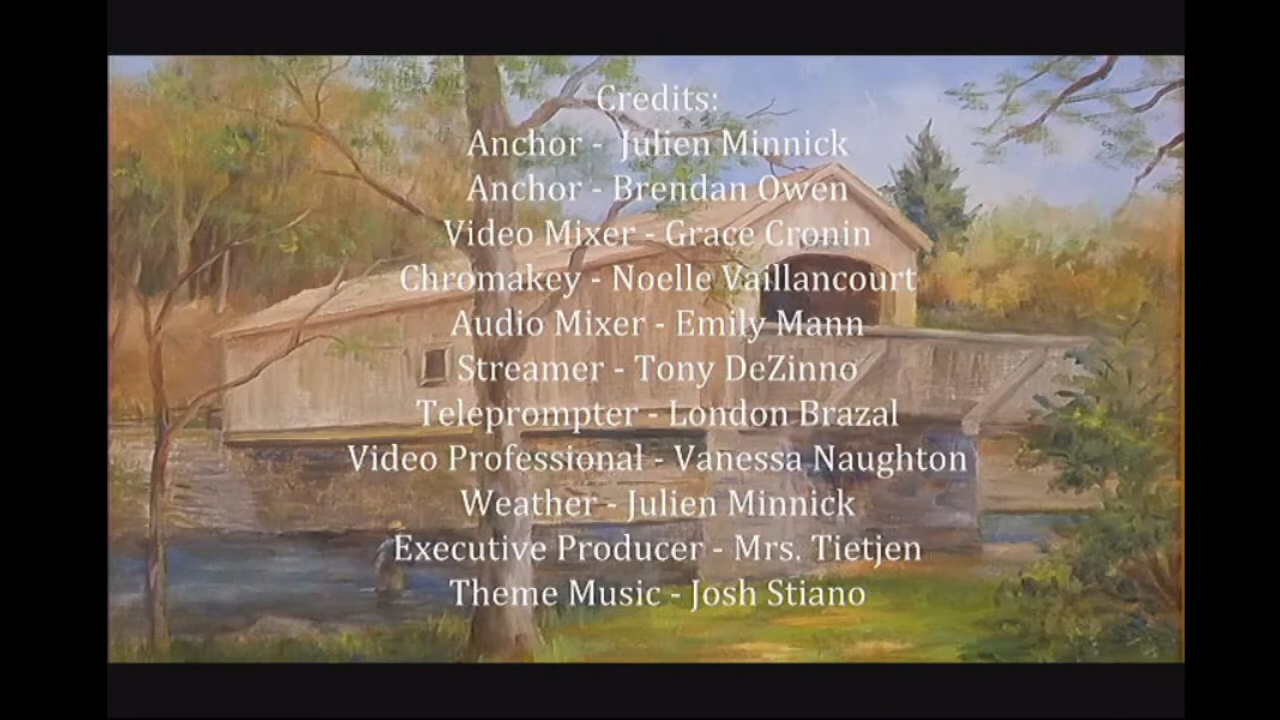 Credits:
Anchor - Julien Minnick
Anchor - Brendan Owen
Video Mixer - Grace Cronin
Chromakey - Noelle Vaillancourt
Audio Mixer - Emily Mann
Streamer - Tony DeZinno
Teleprompter - London Brazal
Video Professional - Vanessa Naughton
Weather - Julien Minnick
Executive Producer - Mrs. Tietjen
Theme Music - Josh Stiano